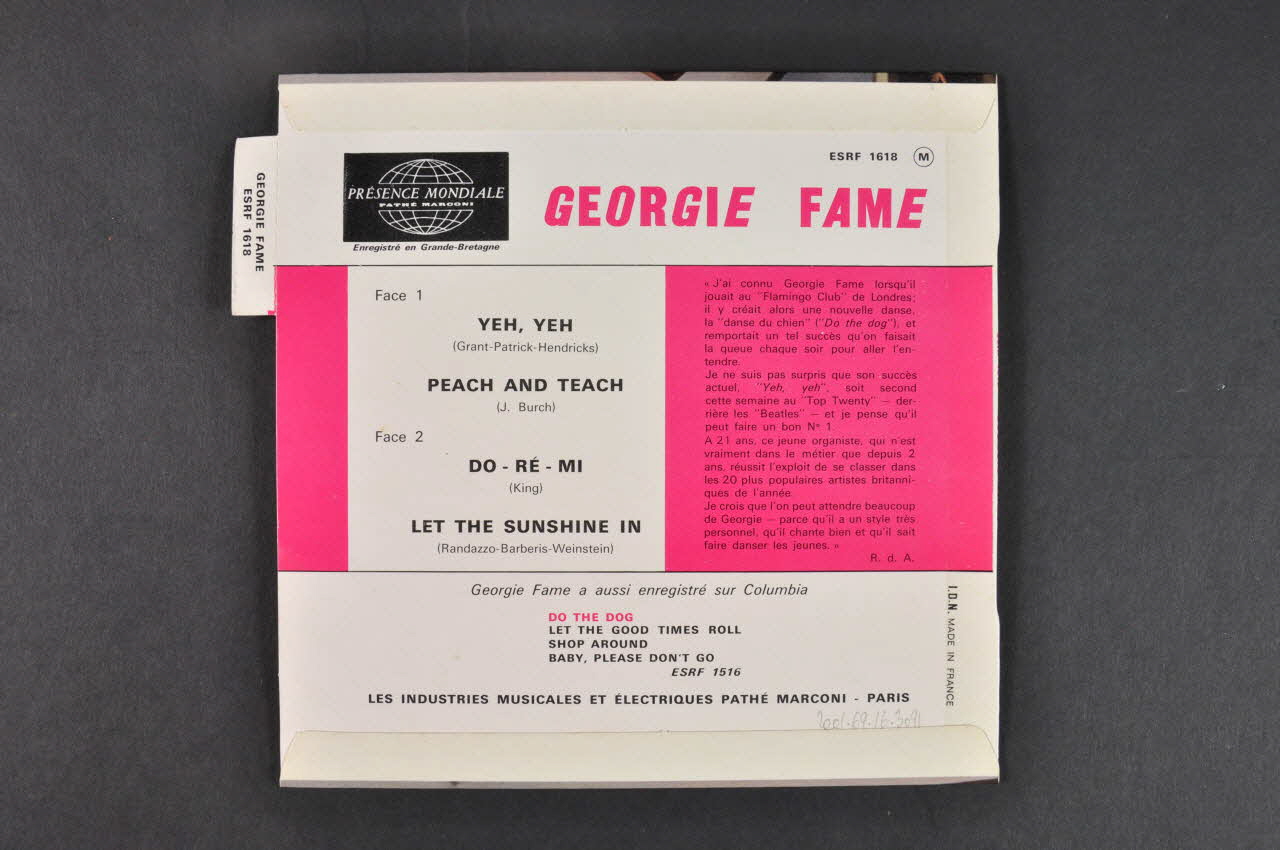 GEORGIE FAME
ESRF 1618
ESRF 1618 M
PRÉSENCE MONDIALE
PATHÉ MARCONI
Enregistré en Grande-Bretagne
GEORGIE FAME
Face 1
YEH, YEH
(Grant-Patrick-Hendricks)
PEACH AND TEACH
(J. Burch)
Face 2
DO - RÉ - MI
(King)
LET THE SUNSHINE IN
(Randazzo-Barberis-Weinstein)
« J'ai connu Georgie Fame lorsqu'il
jouait au "Flamingo Club" de Londres;
il y créait alors une nouvelle danse,
la "danse du chien" ("Do the dog"), et
remportait un tel succès qu'on faisait
la queue chaque soir pour aller l'en-
tendre.
Je ne suis pas surpris que son succès
actuel, "Yeh, yeh", soit second
cette semaine au "Top Twenty" — der-
rière les "Beatles" — et je pense qu'il
peut faire un bon N° 1.
A 21 ans, ce jeune organiste, qui n'est
vraiment dans le métier que depuis 2
ans, réussit l'exploit de se classer dans
les 20 plus populaires artistes britanni-
ques de l'année.
Je crois que l'on peut attendre beaucoup
de Georgie — parce qu'il a un style très
personnel, qu'il chante bien et qu'il sait
faire danser les jeunes. »
R. d. A.
Georgie Fame a aussi enregistré sur Columbia
DO THE DOG
LET THE GOOD TIMES ROLL
SHOP AROUND
BABY, PLEASE DON'T GO
ESRF 1516
LES INDUSTRIES MUSICALES ET ÉLECTRIQUES PATHÉ MARCONI - PARIS
I.D.N. MADE IN FRANCE